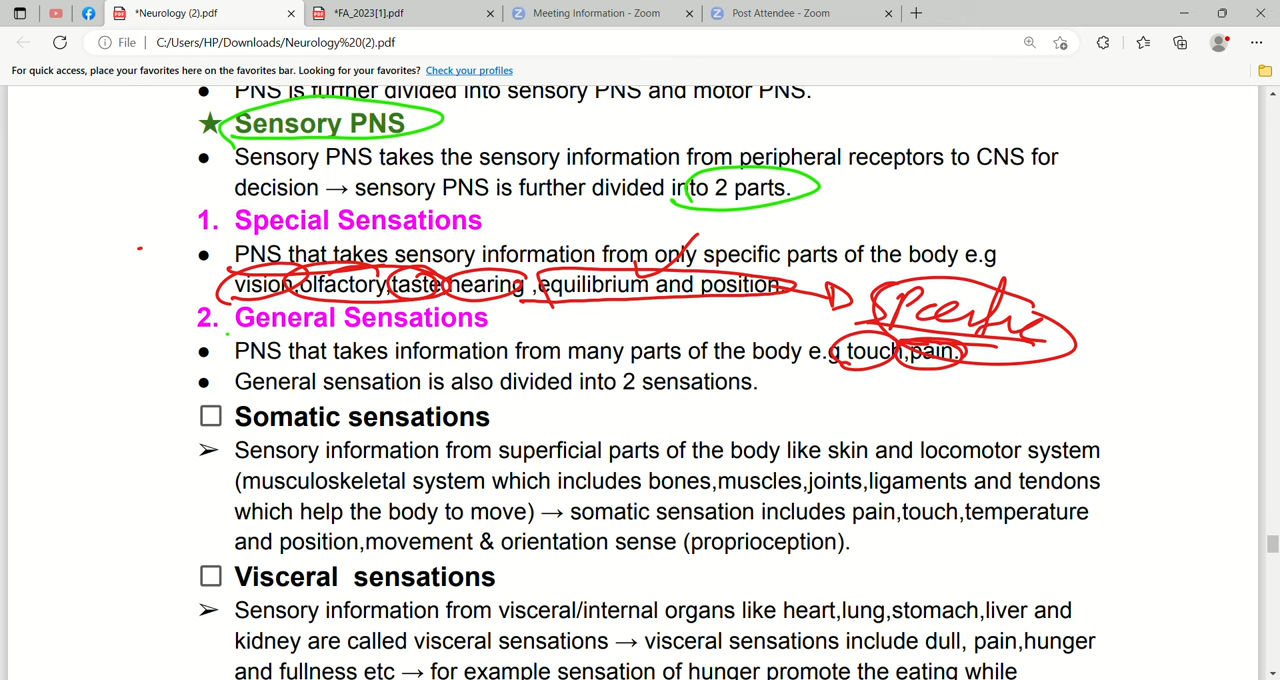 *Neurology (2).pdf
*FA_2023[1].pdf
Meeting Information - Zoom
Post Attendee - Zoom
File
C:/Users/HP/Downloads/Neurology%20(2).pdf
For quick access, place your favorites here on the favorites bar. Looking for your favorites? Check your profiles
● PNS is further divided into sensory PNS and motor PNS.
★ Sensory PNS
● Sensory PNS takes the sensory information from peripheral receptors to CNS for
decision → sensory PNS is further divided into 2 parts.
1. Special Sensations
● PNS that takes sensory information from only specific parts of the body e.g
vision,olfactory,taste,hearing ,equilibrium and position.
specific
2. General Sensations
● PNS that takes information from many parts of the body e.g touch,pain.
● General sensation is also divided into 2 sensations.
Somatic sensations
➢ Sensory information from superficial parts of the body like skin and locomotor system
(musculoskeletal system which includes bones,muscles,joints,ligaments and tendons
which help the body to move) → somatic sensation includes pain,touch,temperature
and position,movement & orientation sense (proprioception).
Visceral sensations
➢ Sensory information from visceral/internal organs like heart,lung,stomach,liver and
kidney are called visceral sensations → visceral sensations include dull, pain,hunger
and fullness etc → for example sensation of hunger promote the eating while